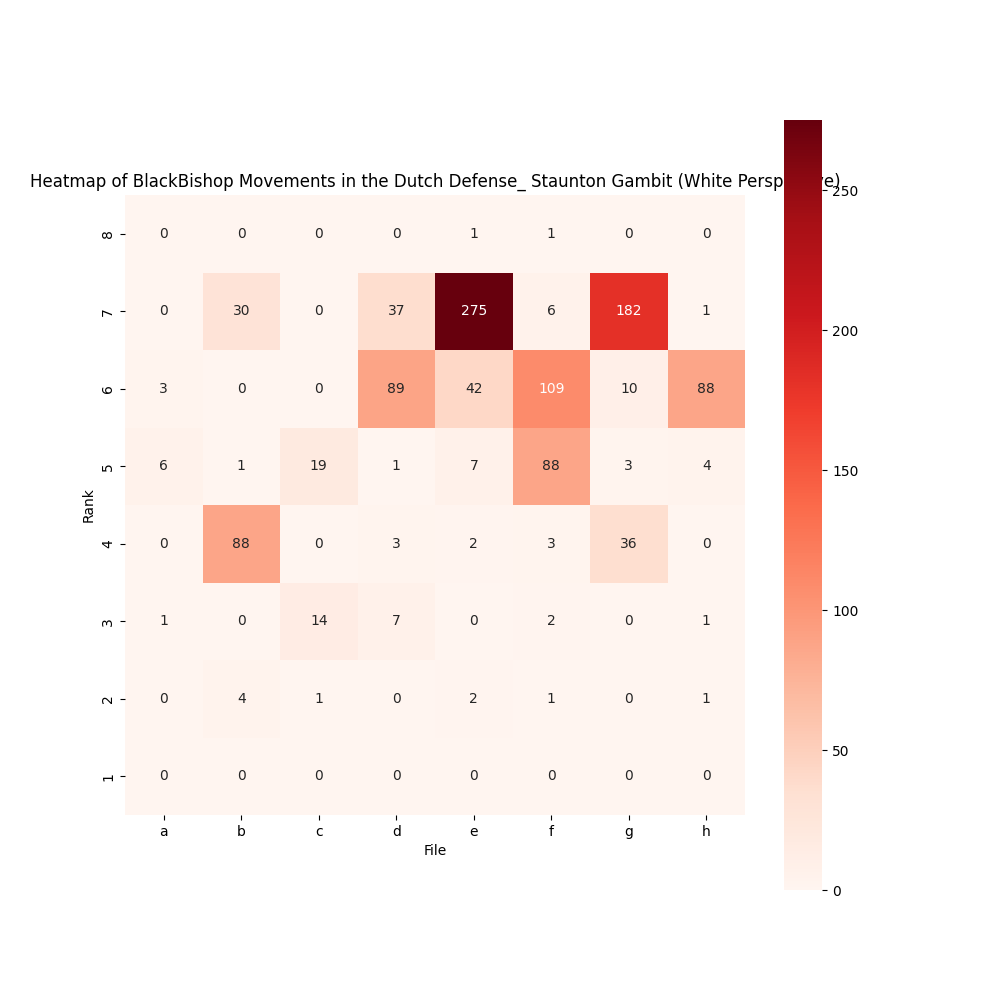 Heatmap of BlackBishop Movements in the Dutch Defense_ Staunton Gambit (White Persp ve)
250
8 0 0 0 0 1 1 0 0
7 0 30 0 37 275 6 182 1
200
6 3 0 0 89 42 109 10 88
150
Rank
5 6 1 19 1 7 88 3 4
4 0 88 0 3 2 3 36 0
100
3 1 0 14 7 0 2 0 1
2 0 4 1 0 2 1 0 1
50
1 0 0 0 0 0 0 0 0
a b c d e f g h
File
0